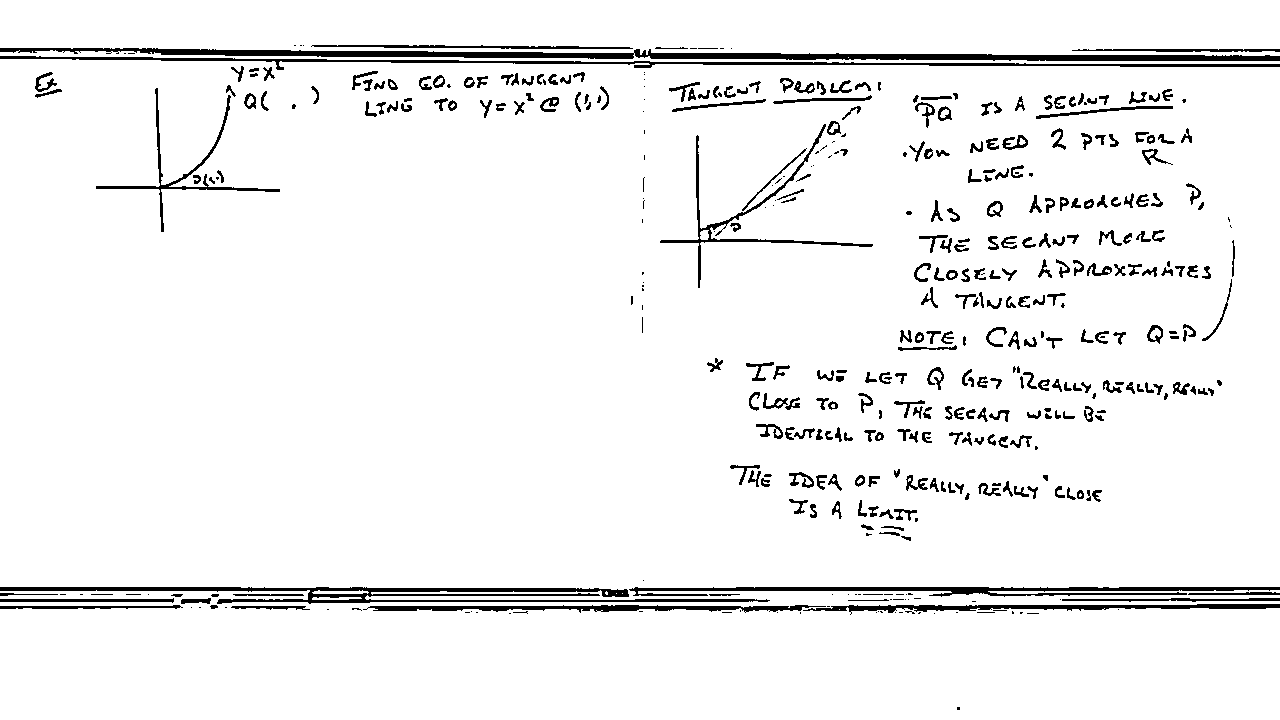 Ex
Y=X²
Q( , )
P(1,1)
FIND EQ. OF TANGENT
LINE TO Y=X² @ (1,1)
TANGENT PROBLEM:
Q
P
"PQ" IS A SECANT LINE.
· YOU NEED 2 PTS FOR A
LINE.
· AS Q APPROACHES P,
THE SECANT MORE
CLOSELY APPROXIMATES
A TANGENT.
NOTE: CAN'T LET Q=P
* IF WE LET Q GET "REALLY, REALLY, REALLY"
CLOSE TO P, THE SECANT WILL BE
IDENTICAL TO THE TANGENT.
THE IDEA OF "REALLY, REALLY" CLOSE
IS A LIMIT.